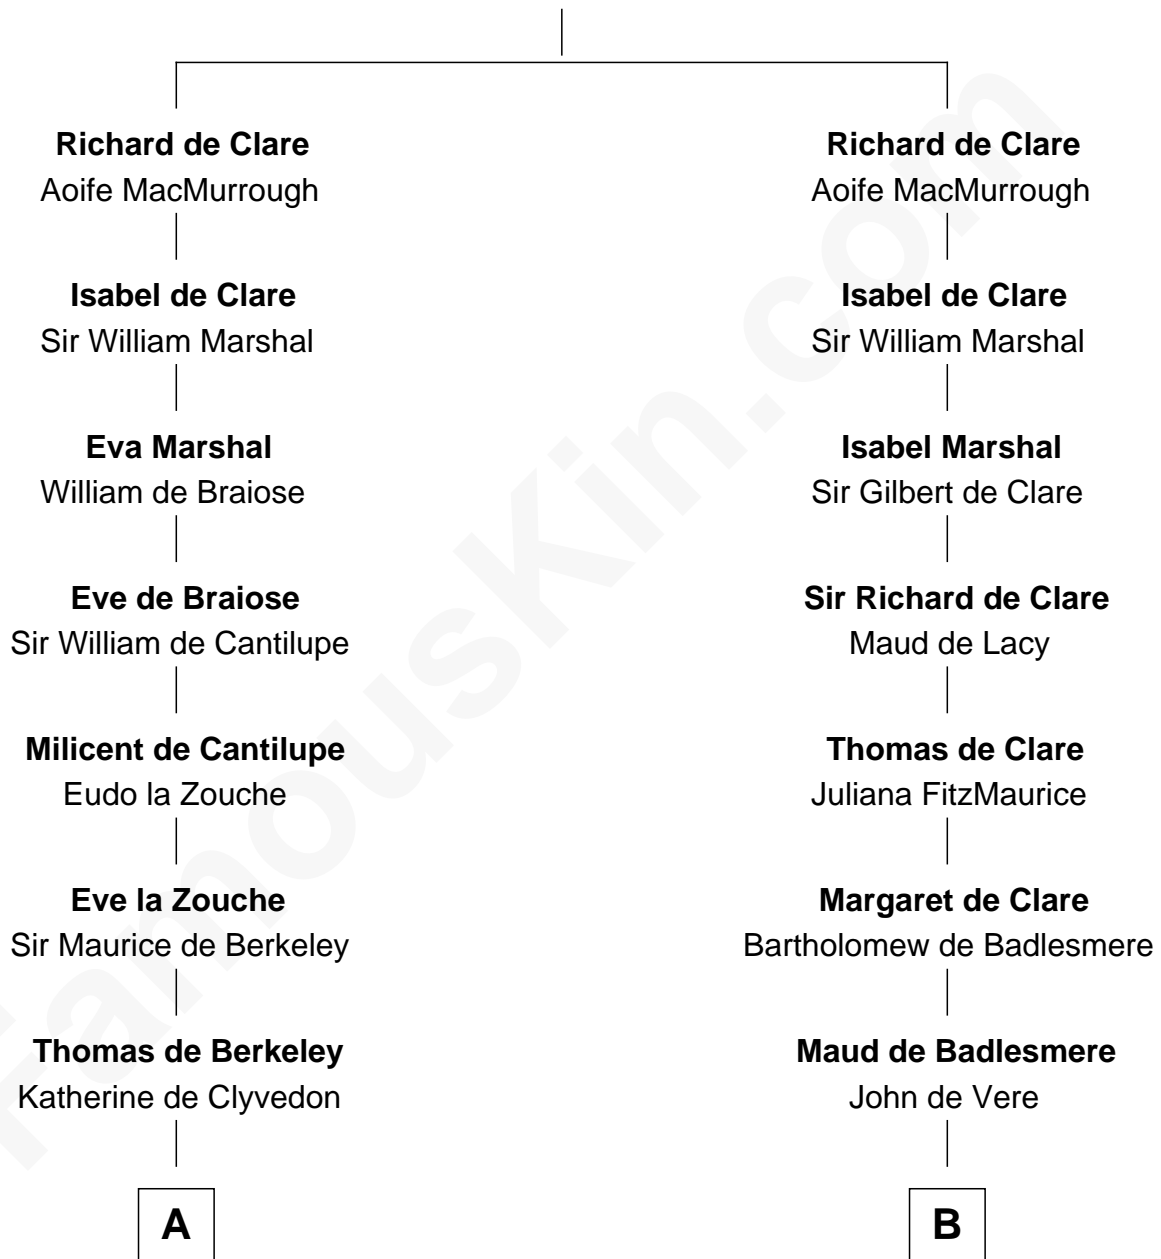 Richard de Clare
Aoife MacMurrough
Isabel de Clare
Sir William Marshal
Eva Marshal
William de Braiose
Eve de Braiose
Sir William de Cantilupe
Milicent de Cantilupe
Eudo la Zouche
Eve la Zouche
Sir Maurice de Berkeley
Thomas de Berkeley
Katherine de Clyvedon
A
Richard de Clare
Aoife MacMurrough
Isabel de Clare
Sir William Marshal
Isabel Marshal
Sir Gilbert de Clare
Sir Richard de Clare
Maud de Lacy
Thomas de Clare
Juliana FitzMaurice
Margaret de Clare
Bartholomew de Badlesmere
Maud de Badlesmere
John de Vere
B
FamousKin.com